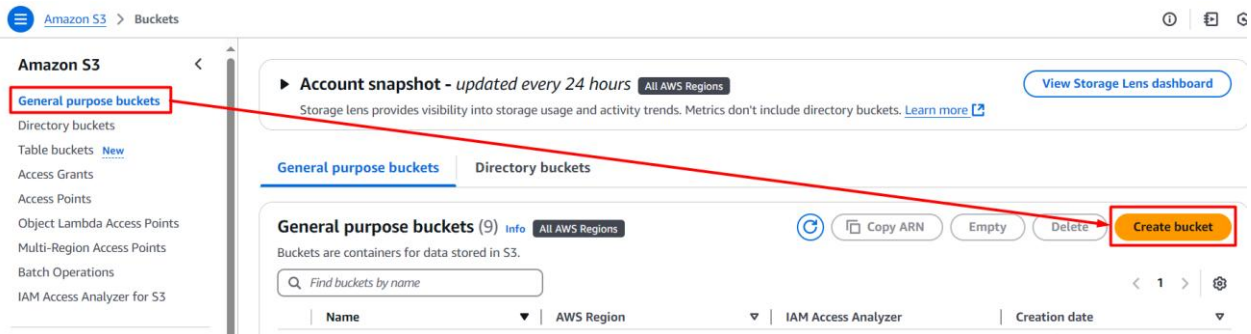 Amazon S3 > Buckets
Amazon S3
General purpose buckets
Directory buckets
Table buckets New
Access Grants
Access Points
Object Lambda Access Points
Multi-Region Access Points
Batch Operations
IAM Access Analyzer for S3
Account snapshot - updated every 24 hours All AWS Regions
View Storage Lens dashboard
Storage lens provides visibility into storage usage and activity trends. Metrics don't include directory buckets. Learn more
General purpose buckets Directory buckets
General purpose buckets (9) Info All AWS Regions
Copy ARN Empty Delete Create bucket
Buckets are containers for data stored in S3.
Find buckets by name
1
Name AWS Region IAM Access Analyzer Creation date